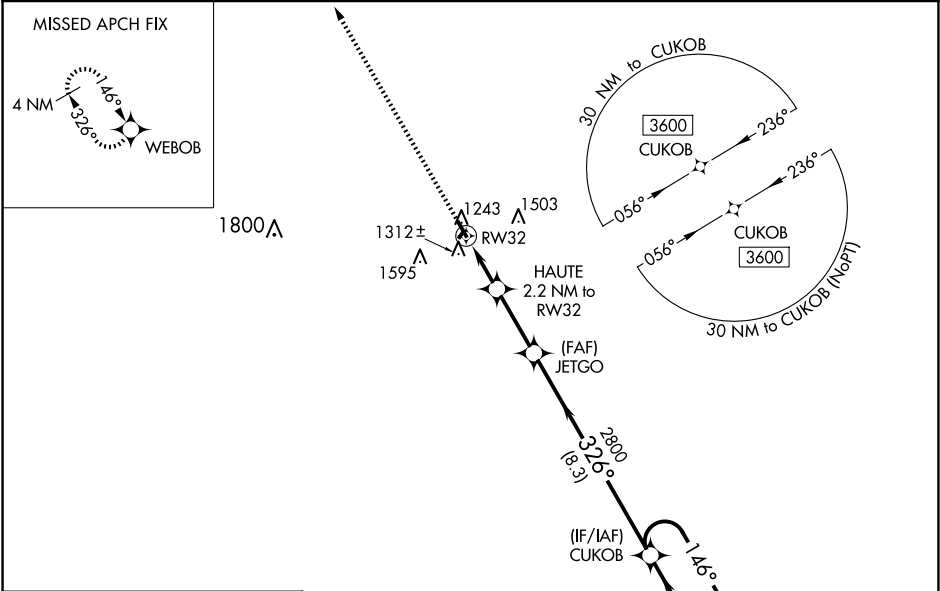 MISSED APCH FIX
4 NM
146°
326°
WEBOB
30 NM to CUKOB
3600
CUKOB
236°
056°
236°
056°
CUKOB
3600
30 NM to CUKOB (NoPT)
1800
1243
1503
1312±
1595
RW32
HAUTE
2.2 NM to
RW32
(FAF)
JETGO
2800
326°
(8.3)
(IF/IAF)
CUKOB
146°